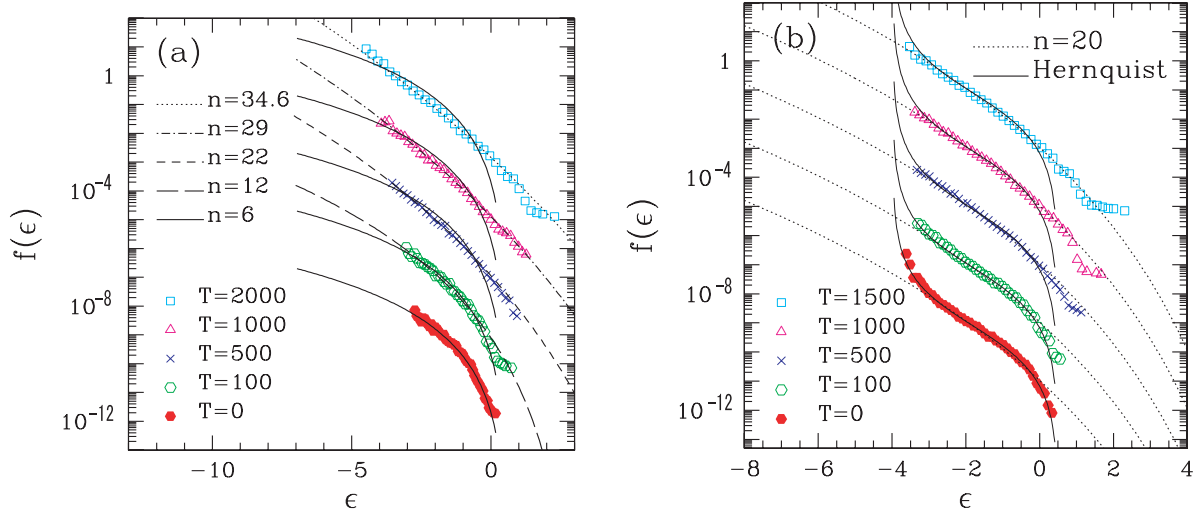 (a)
1
10⁻⁴
10⁻⁸
10⁻¹²
f(ϵ)
n=34.6
n=29
n=22
n=12
n=6
T=2000
T=1000
T=500
T=100
T=0
-10
-5
0
ϵ
(b)
n=20
Hernquist
1
10⁻⁴
10⁻⁸
10⁻¹²
f(ϵ)
T=1500
T=1000
T=500
T=100
T=0
-8
-6
-4
-2
0
2
4
ϵ